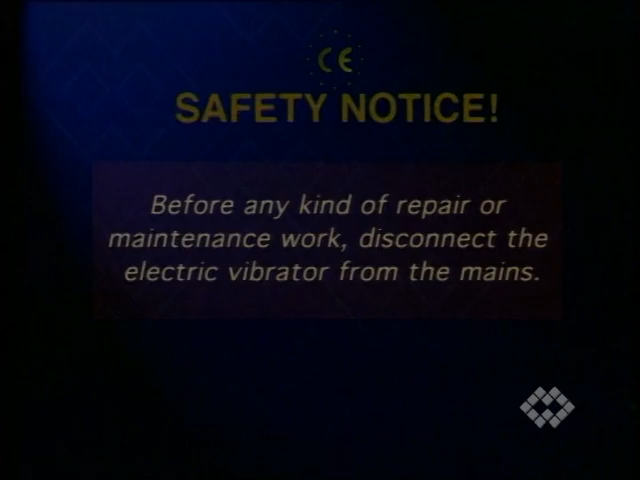 CE
SAFETY NOTICE!
Before any kind of repair or
maintenance work, disconnect the
electric vibrator from the mains.